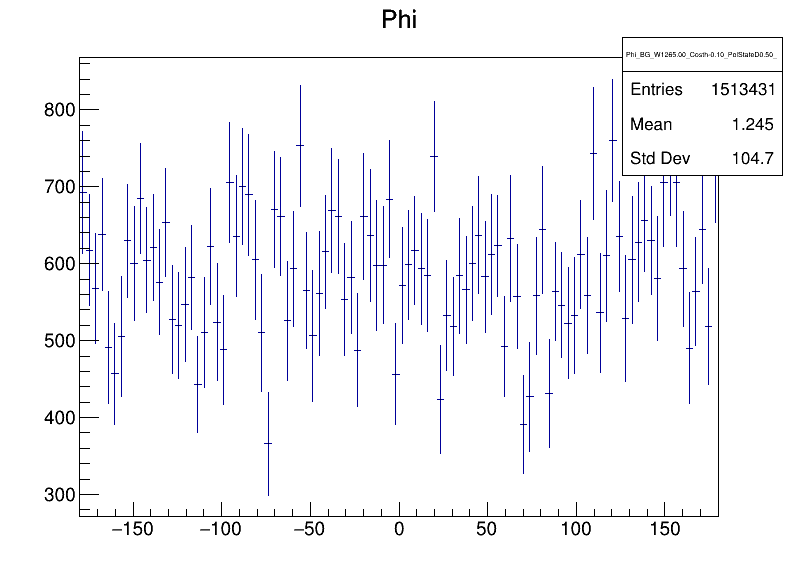 Phi
Phi_BG_W1265.00_Costh-0.10_PolStateD0.50_
Entries 1513431
Mean 1.245
Std Dev 104.7
800
700
600
500
400
300
−150 −100 −50 0 50 100 150